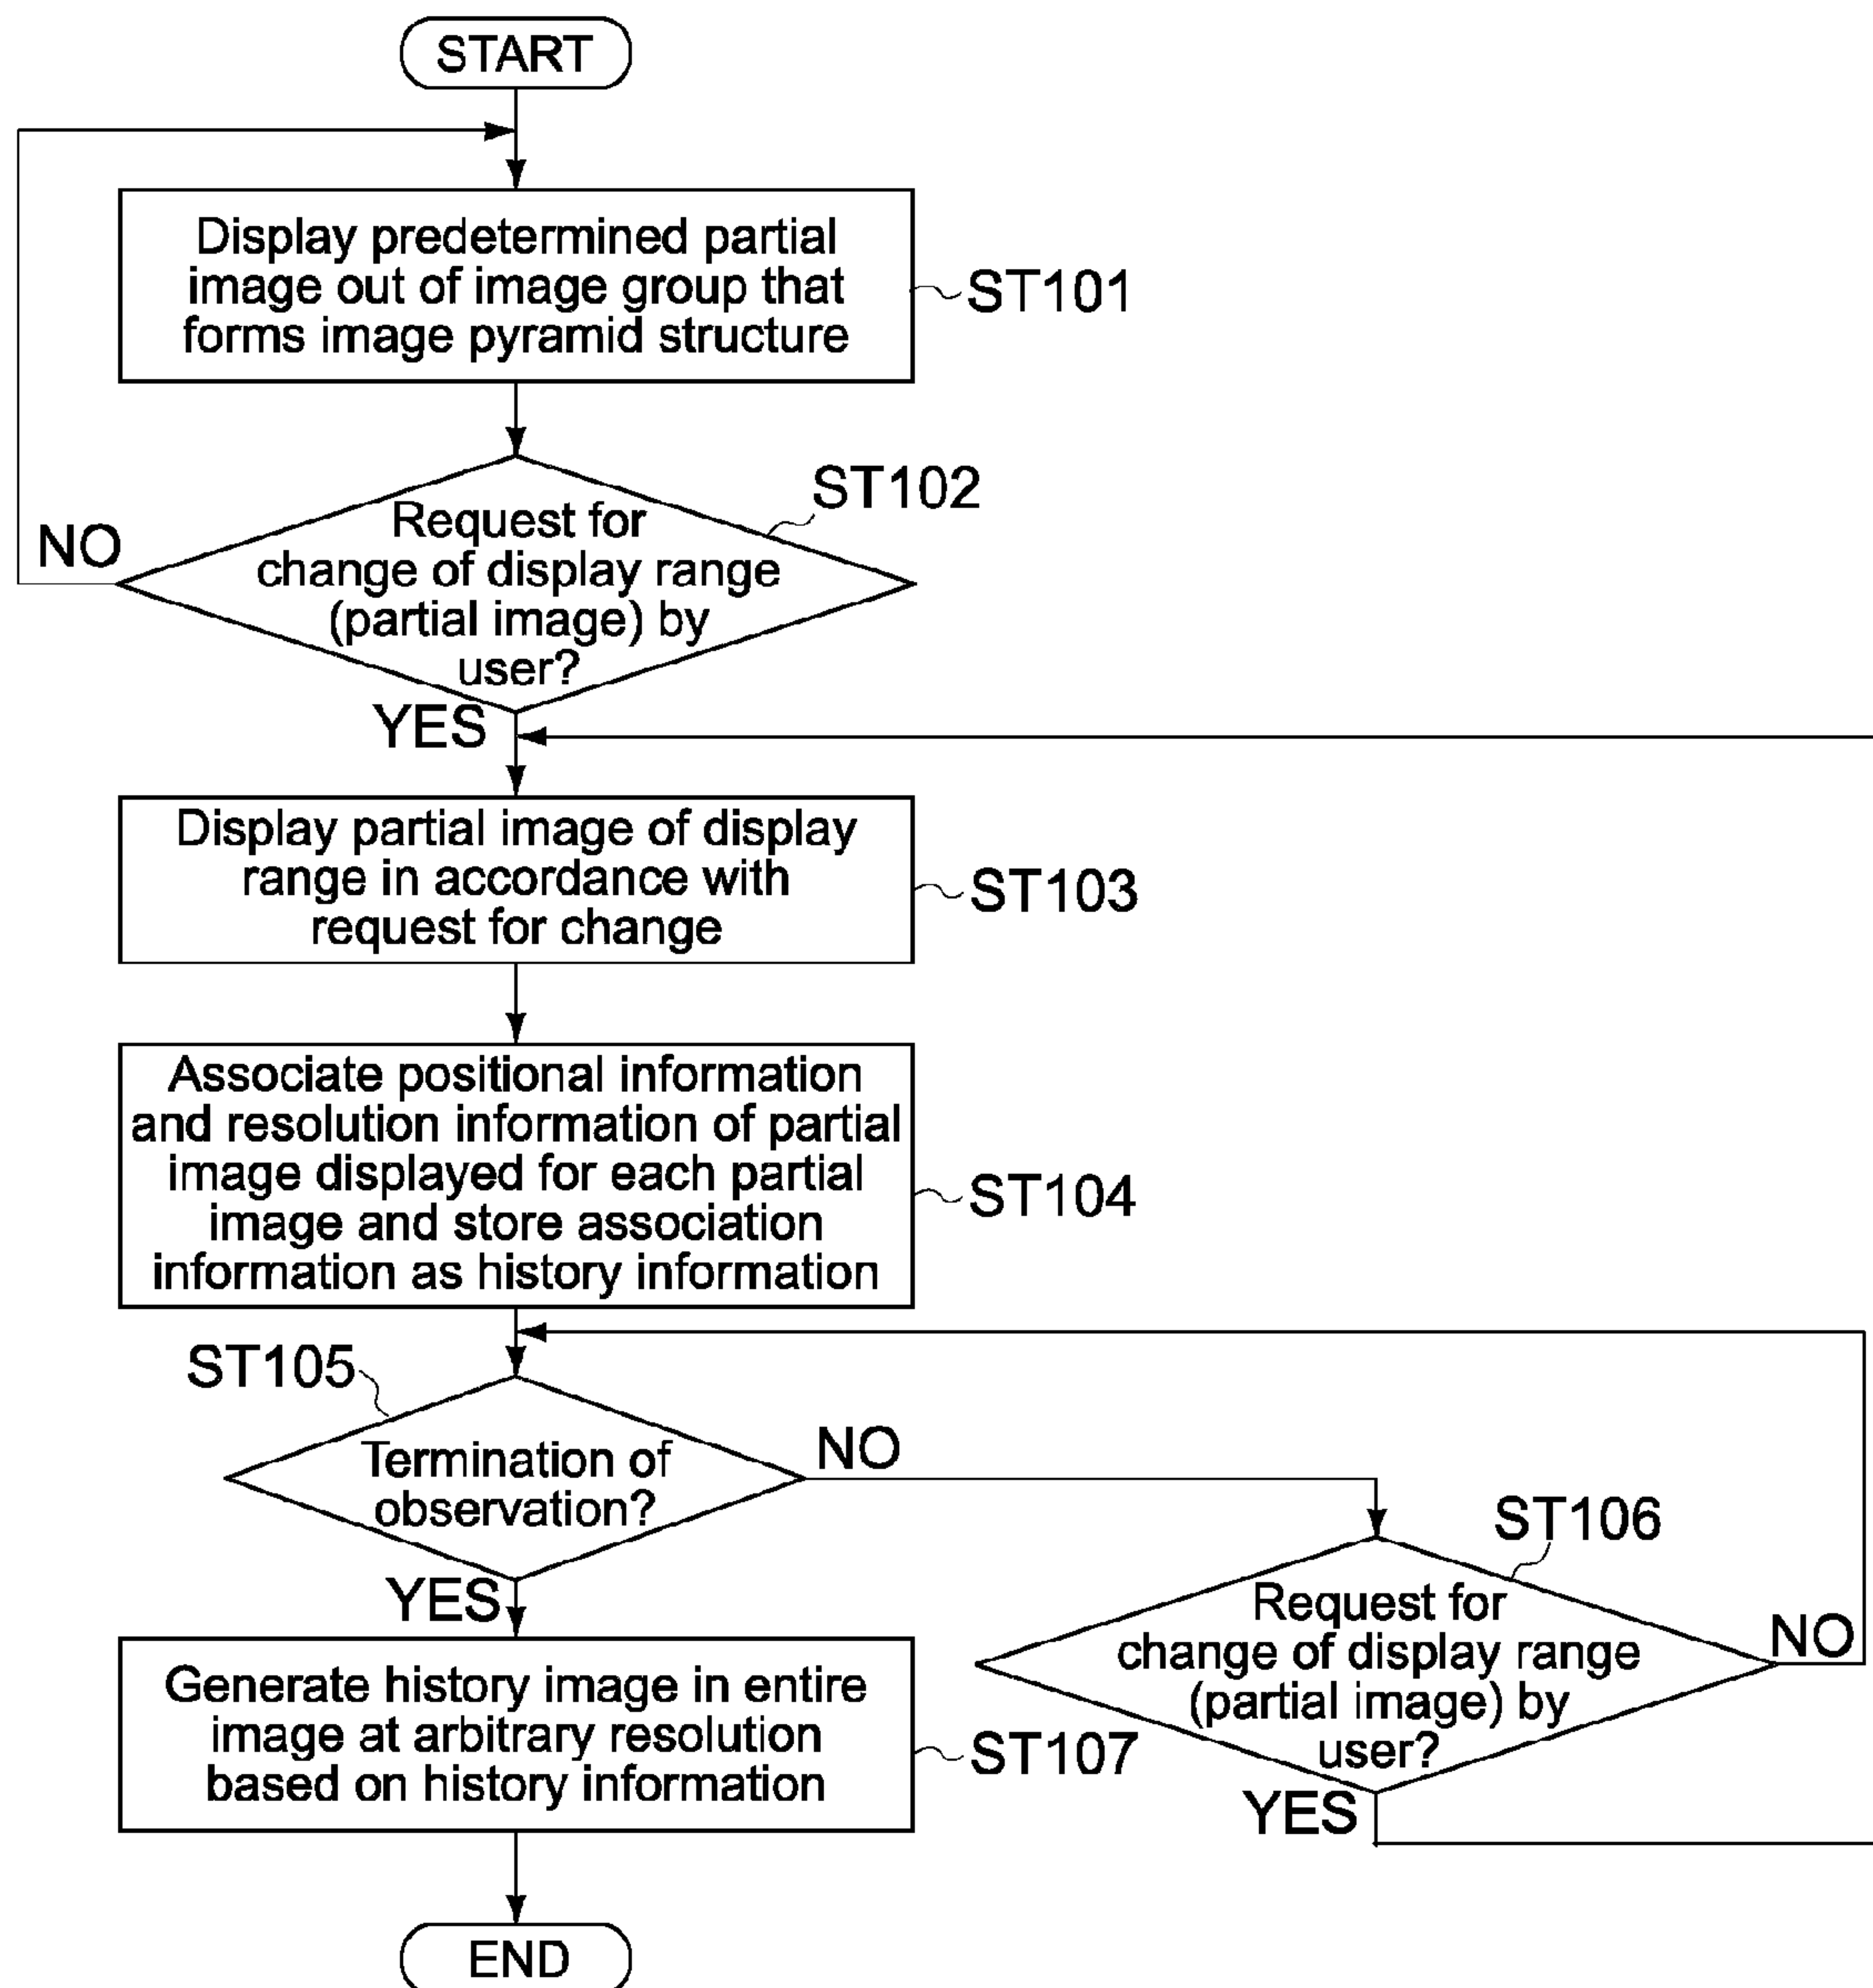 START
Display predetermined partial
image out of image group that
forms image pyramid structure
ST101
ST102
Request for
change of display range
(partial image) by
user?
NO
YES
Display partial image of display
range in accordance with
request for change
ST103
Associate positional information
and resolution information of partial
image displayed for each partial
image and store association
information as history information
ST104
ST105
Termination of
observation?
NO
YES
ST106
Request for
change of display range
(partial image) by
user?
NO
YES
Generate history image in entire
image at arbitrary resolution
based on history information
ST107
END